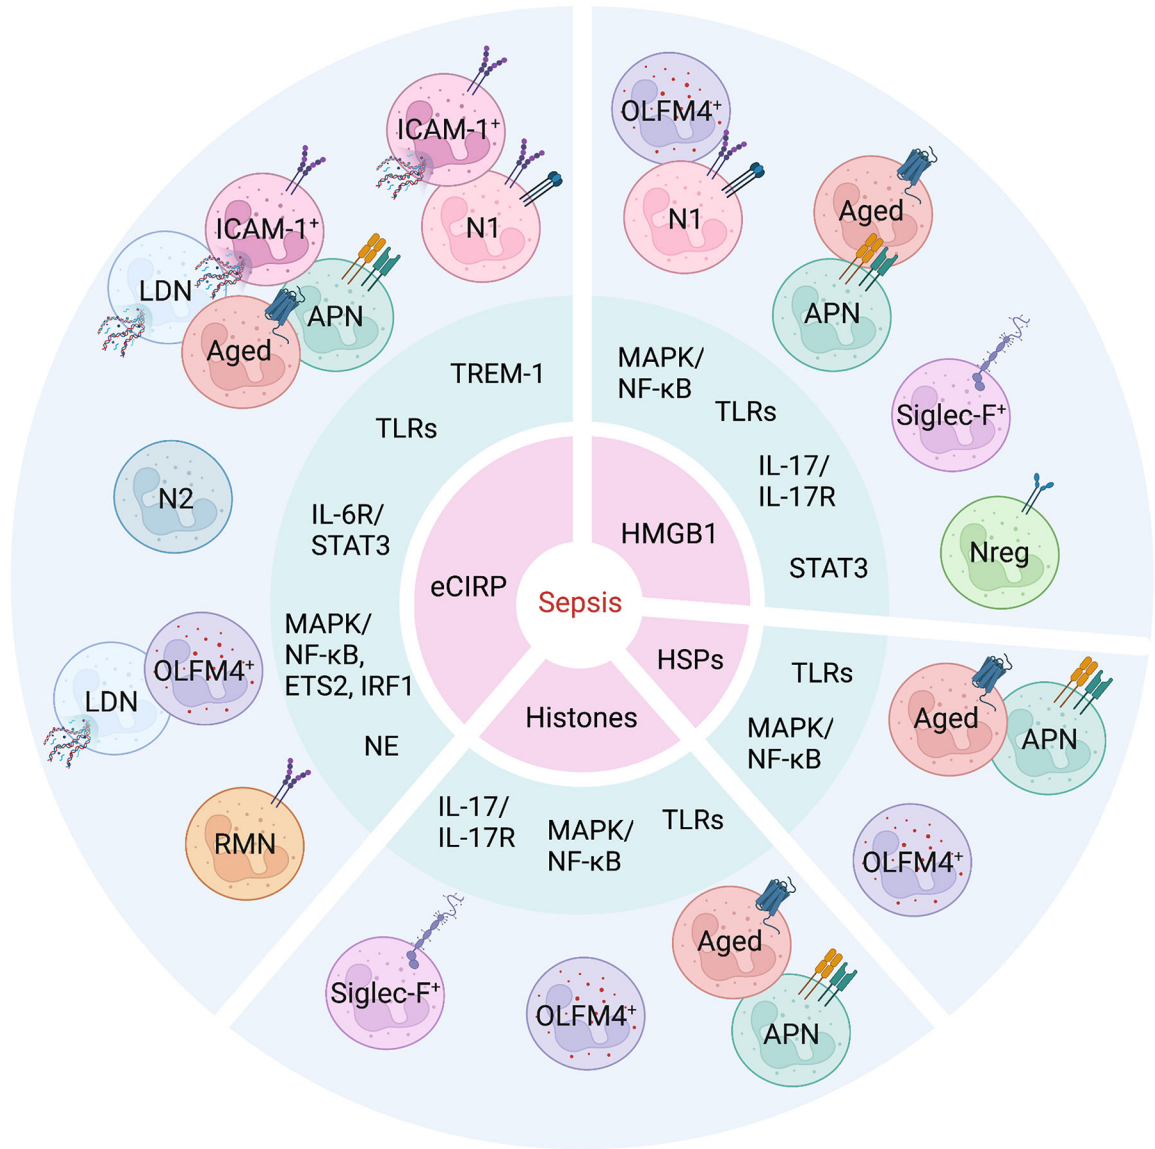 Sepsis
eCIRP
HMGB1
HSPs
Histones
TREM-1
TLRs
IL-6R/
STAT3
MAPK/
NF-κB,
ETS2, IRF1
NE
ICAM-1⁺
N1
ICAM-1⁺
LDN
APN
Aged
N2
OLFM4⁺
LDN
RMN
MAPK/
NF-κB
TLRs
IL-17/
IL-17R
STAT3
OLFM4⁺
N1
Aged
APN
Siglec-F⁺
Nreg
TLRs
MAPK/
NF-κB
Aged
APN
OLFM4⁺
IL-17/
IL-17R
MAPK/
NF-κB
TLRs
Siglec-F⁺
OLFM4⁺
Aged
APN